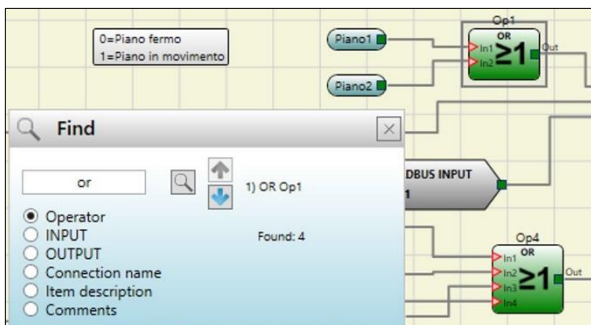 0=Piano fermo
1=Piano in movimento
Piano1
Piano2
Op1
OR
In1
In2
≥1
Out
Find
or
1) OR Op1
Operator
INPUT
OUTPUT
Connection name
Item description
Comments
Found: 4
DBUS INPUT
1
Op4
OR
In1
In2
In3
In4
≥1
Out